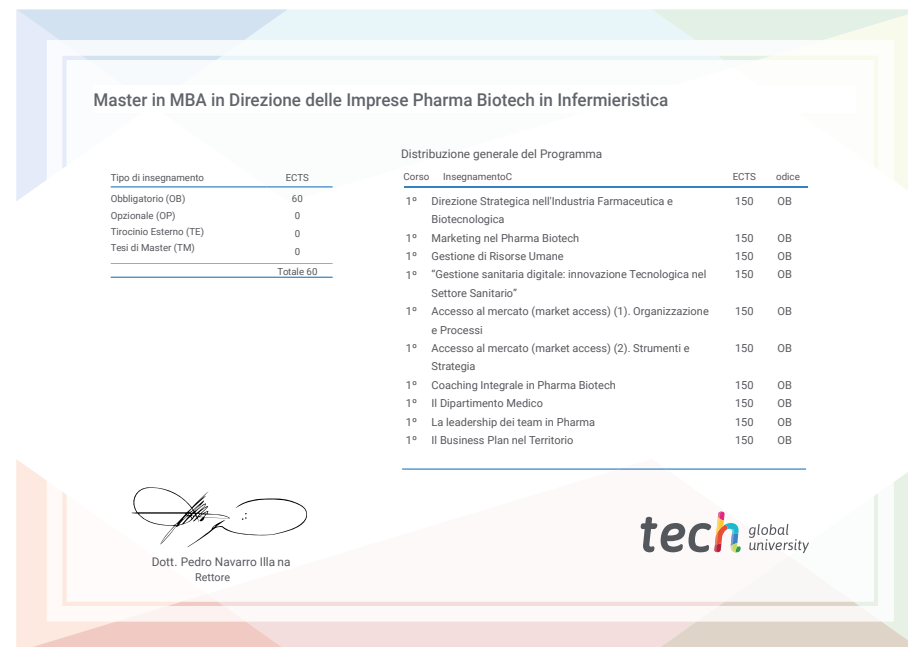 Master in MBA in Direzione delle Imprese Pharma Biotech in Infermieristica
Tipo di insegnamento ECTS
Obbligatorio (OB) 60
Opzionale (OP) 0
Tirocinio Esterno (TE) 0
Tesi di Master (TM) 0
Totale 60
Distribuzione generale del Programma
Corso InsegnamentoC ECTS odice
1º Direzione Strategica nell'Industria Farmaceutica e 150 OB
Biotecnologica
1º Marketing nel Pharma Biotech 150 OB
1º Gestione di Risorse Umane 150 OB
1º “Gestione sanitaria digitale: innovazione Tecnologica nel 150 OB
Settore Sanitario”
1º Accesso al mercato (market access) (1). Organizzazione 150 OB
e Processi
1º Accesso al mercato (market access) (2). Strumenti e 150 OB
Strategia
1º Coaching Integrale in Pharma Biotech 150 OB
1º Il Dipartimento Medico 150 OB
1º La leadership dei team in Pharma 150 OB
1º Il Business Plan nel Territorio 150 OB
Dott. Pedro Navarro Illa na
Rettore
tech global
university